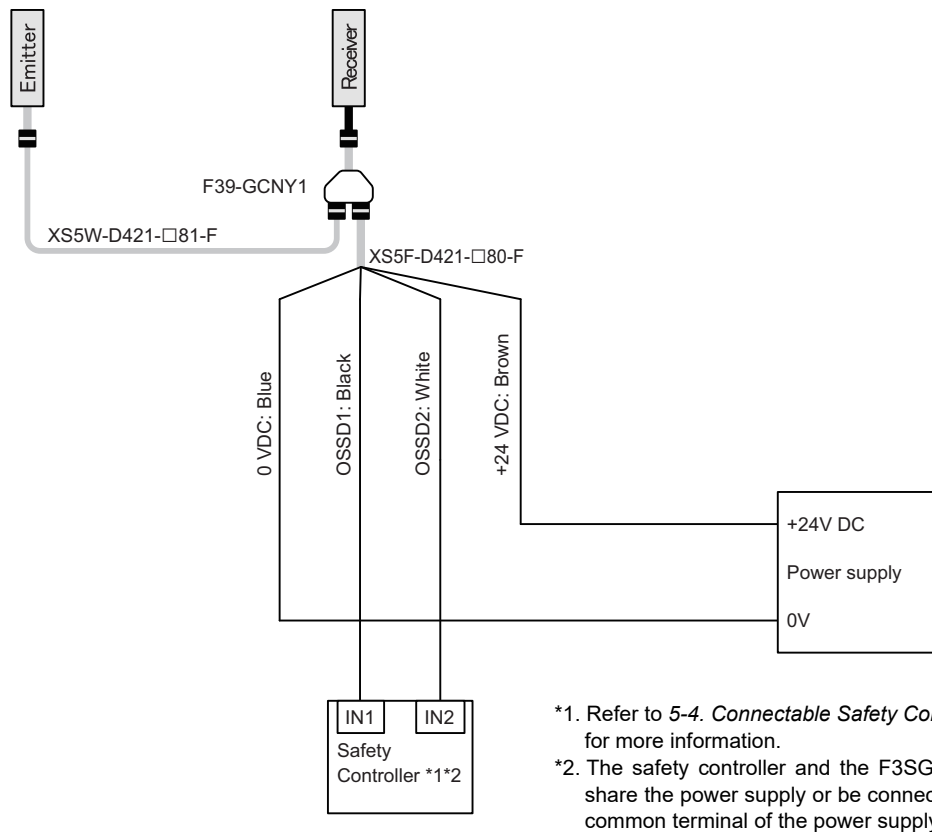 Emitter
Receiver
F39-GCNY1
XS5W-D421-□81-F
XS5F-D421-□80-F
0 VDC: Blue
OSSD1: Black
OSSD2: White
+24 VDC: Brown
+24V DC
Power supply
0V
IN1 IN2
Safety
Controller *1*2
*1. Refer to 5-4. Connectable Safety
for more information.
*2. The safety controller and the F3SG
share the power supply or be
common terminal of the power supply